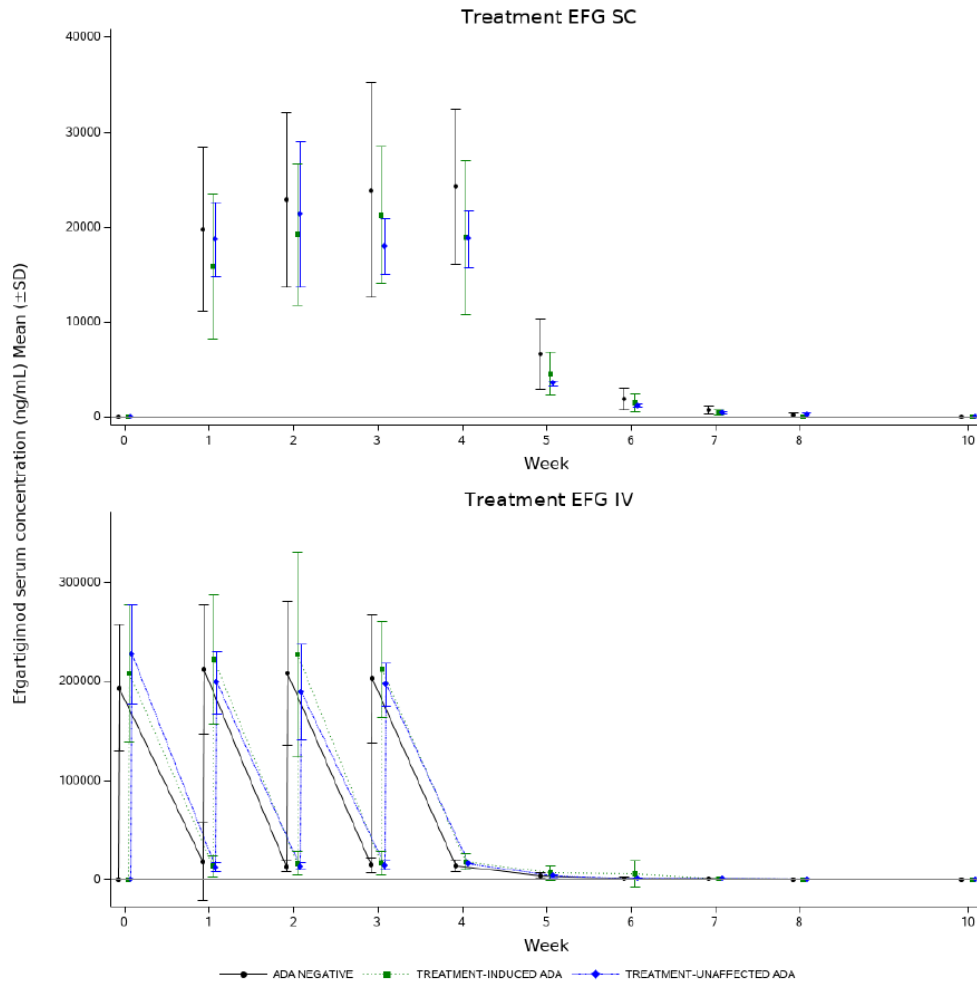 Treatment EFG SC
40000
30000
20000
10000
0
0 1 2 3 4 5 6 7 8 10
Week
Efgartigimod serum concentration (ng/mL) Mean (±SD)
Treatment EFG IV
300000
200000
100000
0
0 1 2 3 4 5 6 7 8 10
Week
ADA NEGATIVE TREATMENT-INDUCED ADA TREATMENT-UNAFFECTED ADA